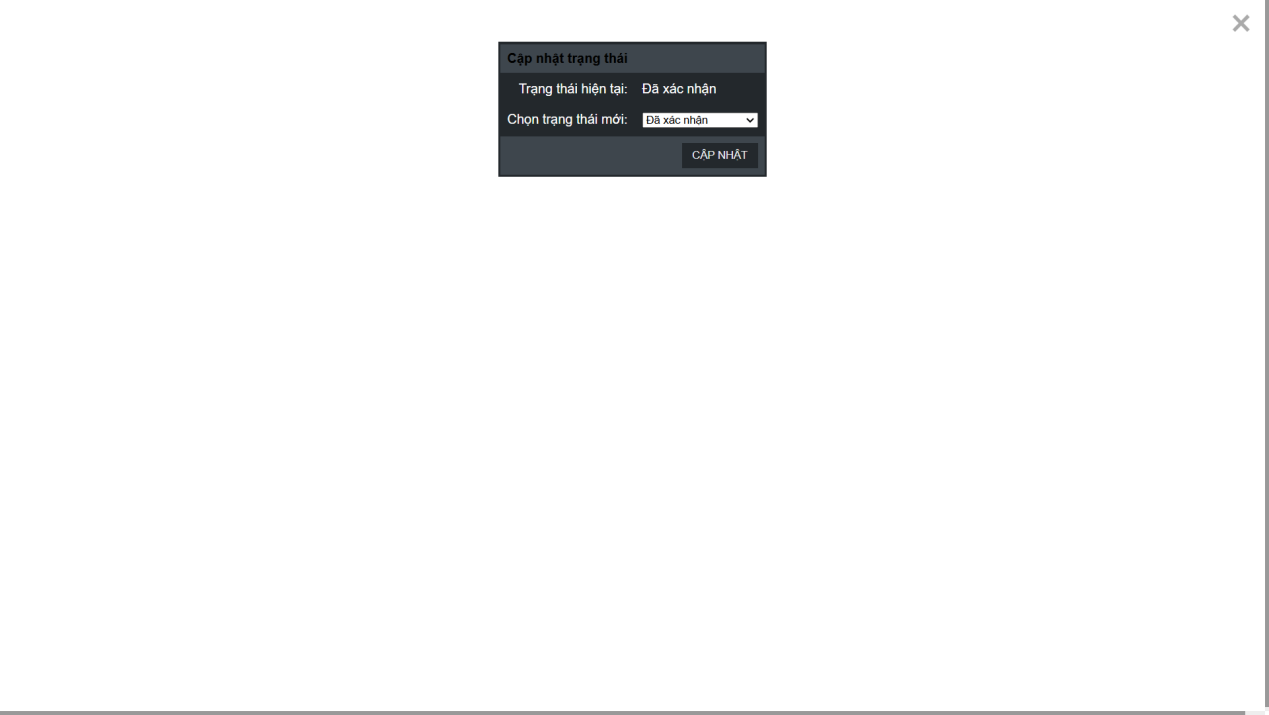 ×
Cập nhật trạng thái
Trạng thái hiện tại: Đã xác nhận
Chọn trạng thái mới: Đã xác nhận
CẬP NHẬT